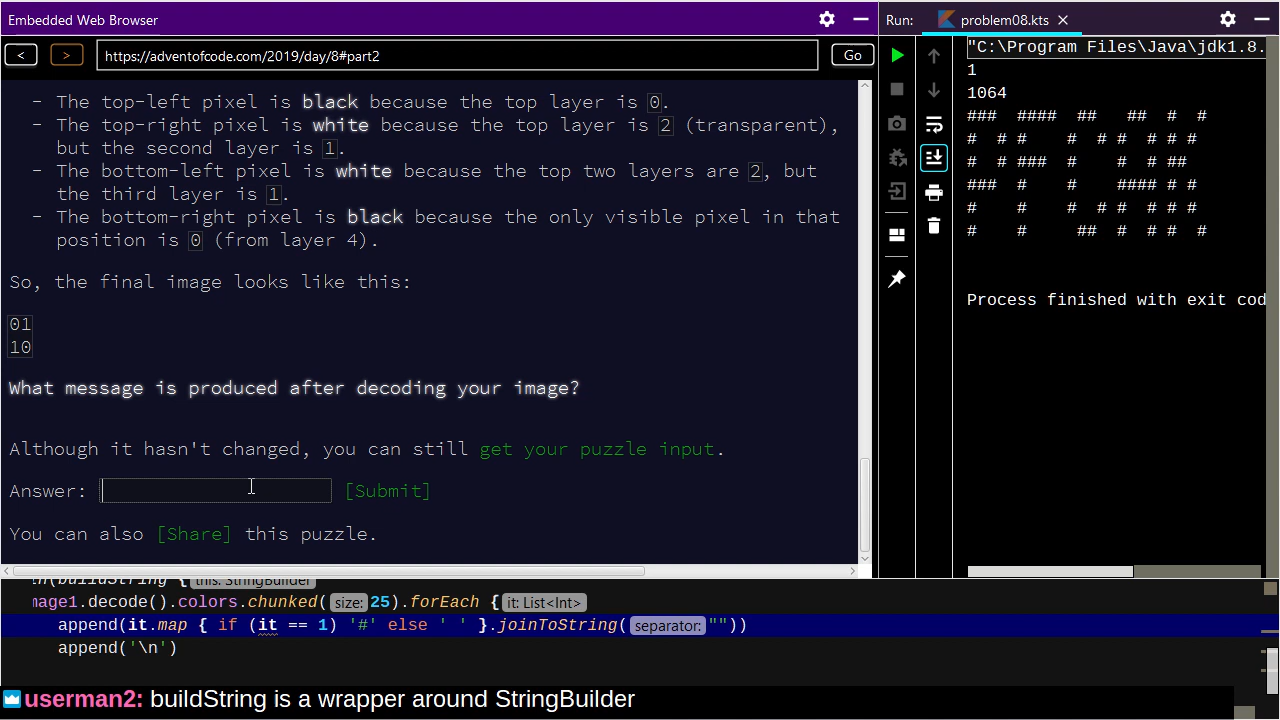 Embedded Web Browser
Run: problem08.kts
< > https://adventofcode.com/2019/day/8#part2 Go
- The top-left pixel is black because the top layer is 0.
- The top-right pixel is white because the top layer is 2 (transparent),
but the second layer is 1.
- The bottom-left pixel is white because the top two layers are 2, but
the third layer is 1.
- The bottom-right pixel is black because the only visible pixel in that
position is 0 (from layer 4).
So, the final image looks like this:
01
10
What message is produced after decoding your image?
Although it hasn't changed, you can still get your puzzle input.
Answer: [Submit]
You can also [Share] this puzzle.
"C:\Program Files\Java\jdk1.8.
1
1064
###  ####  ##   ##  #  #
#  # #    #  # #  # # #
#  # ###  #    #  # ##
###  #    #    #### # #
#    #    #  # #  # # #
#    #     ##  #  # #  #
Process finished with exit cod
{ this: StringBuilder
mage1.decode().colors.chunked( size: 25).forEach { it: List<Int>
append(it.map { if (it == 1) '#' else ' ' }.joinToString( separator: ""))
append('\n')
userman2: buildString is a wrapper around StringBuilder